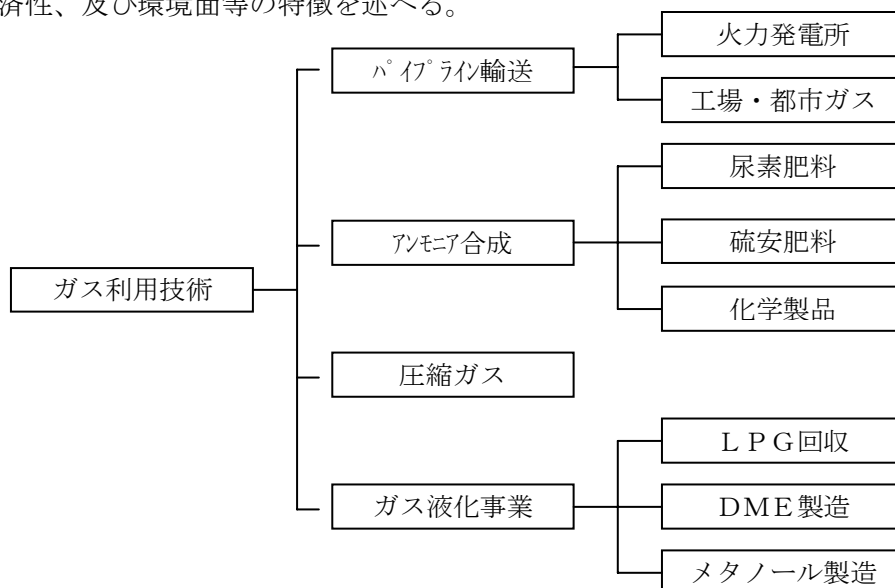 済性、及び環境面等の特徴を述べる。
火力発電所
パイプライン輸送
工場・都市ガス
尿素肥料
アンモニア合成
硫安肥料
ガス利用技術
化学製品
圧縮ガス
LPG回収
ガス液化事業
DME製造
メタノール製造